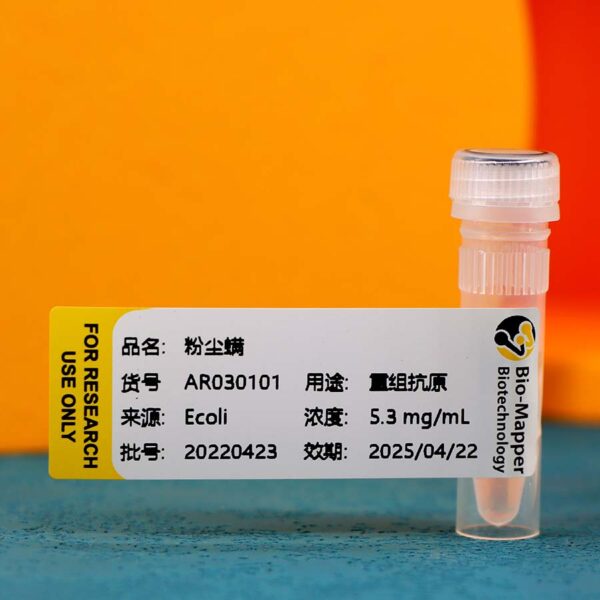 FOR RESEARCH
USE ONLY
品名: 粉尘螨
货号 AR030101 用途: 重组抗原
来源: Ecoli 浓度: 5.3 mg/mL
批号: 20220423 效期: 2025/04/22
Bio-Mapper
Biotechnology